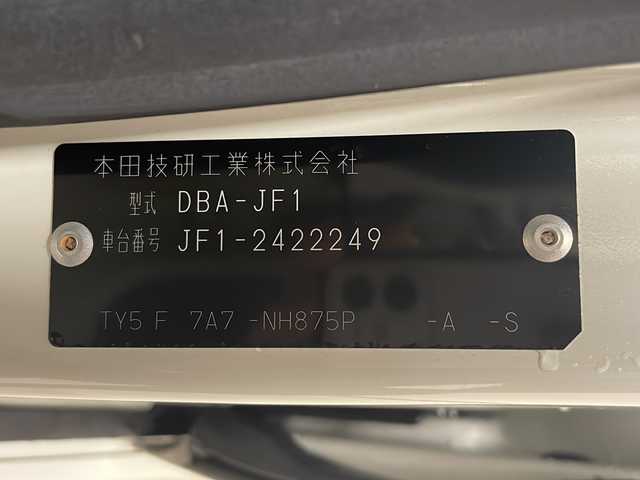 本田技研工業株式会社
型式 DBA-JF1
車台番号 JF1-2422249
TY5 F 7A7 -NH875P -A -S